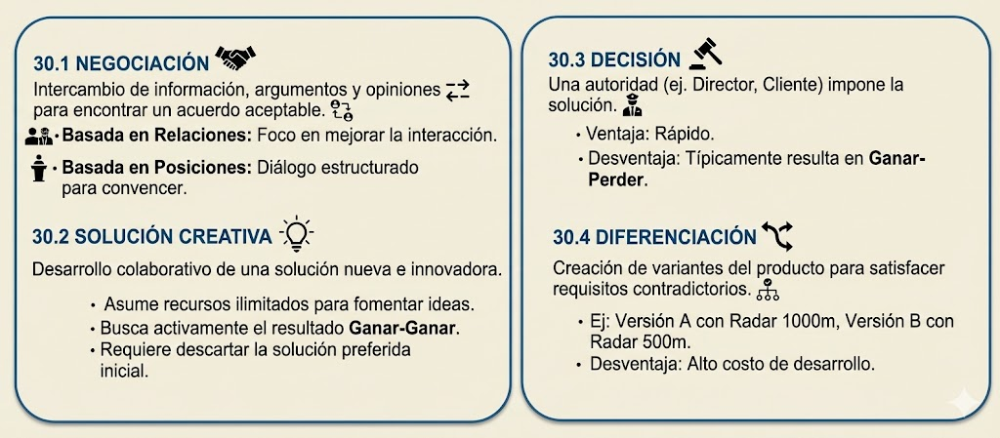 30.1 NEGOCIACIÓN
Intercambio de información, argumentos y opiniones
para encontrar un acuerdo aceptable.
• Basada en Relaciones: Foco en mejorar la interacción.
• Basada en Posiciones: Diálogo estructurado
para convencer.
30.2 SOLUCIÓN CREATIVA
Desarrollo colaborativo de una solución nueva e innovadora.
• Asume recursos ilimitados para fomentar ideas.
• Busca activamente el resultado Ganar-Ganar.
• Requiere descartar la solución preferida
inicial.
30.3 DECISIÓN
Una autoridad (ej. Director, Cliente) impone la
solución.
• Ventaja: Rápido.
• Desventaja: Típicamente resulta en Ganar-
Perder.
30.4 DIFERENCIACIÓN
Creación de variantes del producto para satisfacer
requisitos contradictorios.
• Ej: Versión A con Radar 1000m, Versión B con
Radar 500m.
• Desventaja: Alto costo de desarrollo.